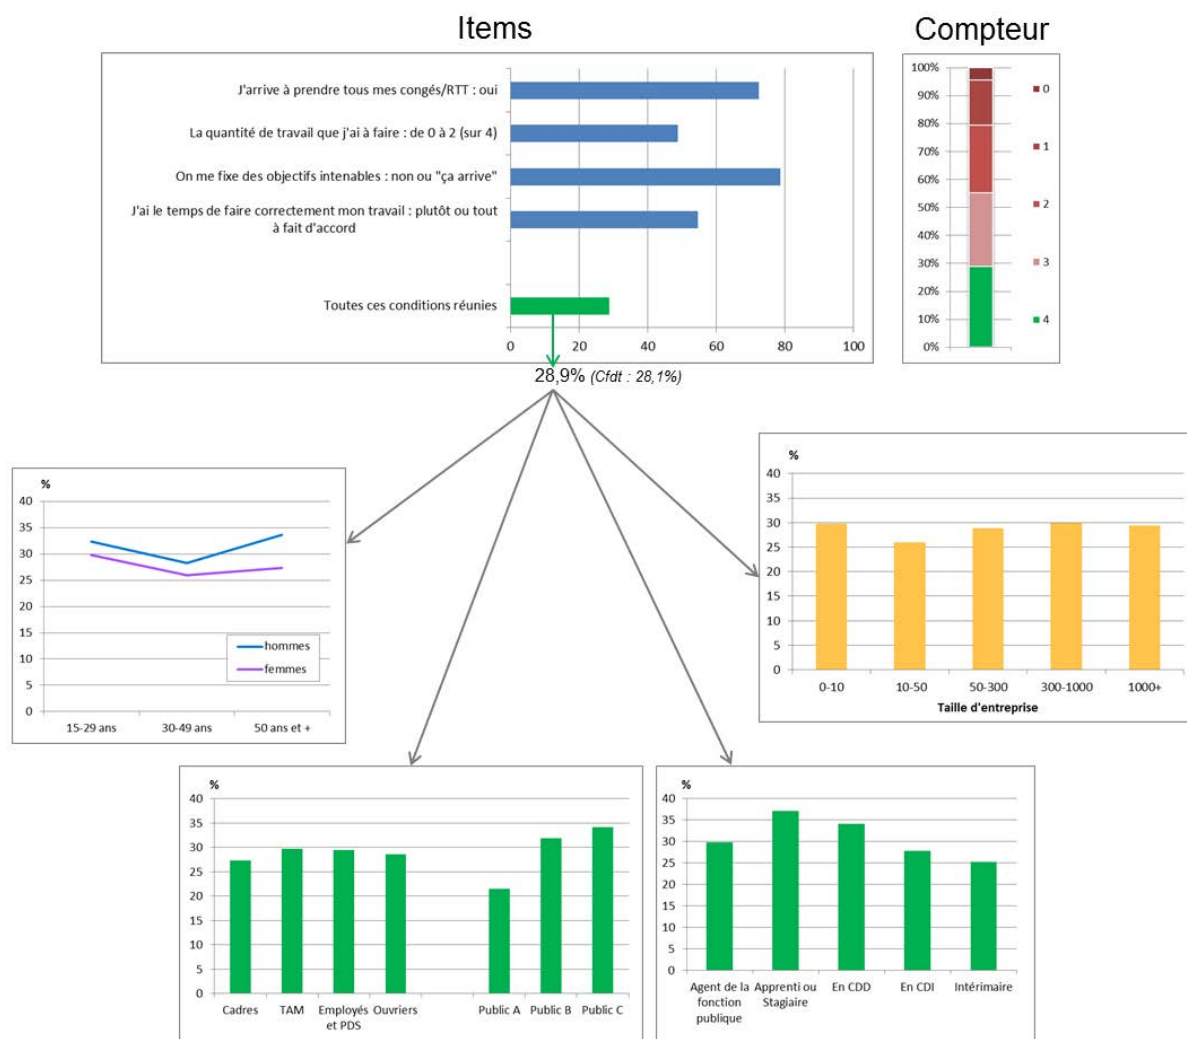 Items
J'arrive à prendre tous mes congés/RTT : oui
La quantité de travail que j'ai à faire : de 0 à 2 (sur 4)
On me fixe des objectifs intenables : non ou "ça arrive"
J'ai le temps de faire correctement mon travail : plutôt ou tout
à fait d'accord
Toutes ces conditions réunies
0 20 40 60 80 100
28,9% (Cfdt : 28,1%)
Compteur
100%
90%
80%
70%
60%
50%
40%
30%
20%
10%
0%
0
1
2
3
4
%
40
35
30
25
20
15
10
5
0
hommes
femmes
15-29 ans 30-49 ans 50 ans et +
%
40
35
30
25
20
15
10
5
0
0-10 10-50 50-300 300-1000 1000+
Taille d'entreprise
%
40
35
30
25
20
15
10
5
0
Cadres TAM Employés Ouvriers Public A Public B Public C
et PDS
%
40
35
30
25
20
15
10
5
0
Agent de la Apprenti ou En CDD En CDI Intérimaire
fonction Stagiaire
publique